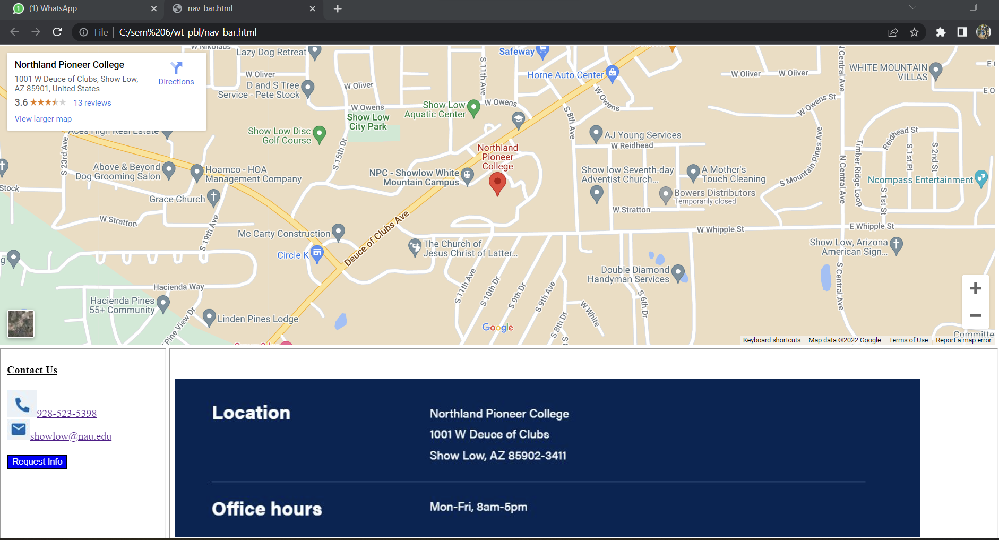 (1) WhatsApp
nav_bar.html
File
C:/sem%206/wt_pbl/nav_bar.html
Northland Pioneer College
1001 W Deuce of Clubs, Show Low,
AZ 85901, United States
3.6
13 reviews
View larger map
Directions
W Nikolaus
Lazy Dog Retreat
W Oliver
D and S Tree
Service - Pete Stock
W Oliver
W Owens
Show Low
City Park
Show Low Disc
Golf Course
S 15th Dr
Safeway
Horne Auto Center
S 11th Ave
Show Low
Aquatic Center
W Owens
W Owens
S 8th Ave
Northland
Pioneer
College
NPC - Showlow White
Mountain Campus
AJ Young Services
W Reidhead
Show low Seventh-day
Adventist Church...
A Mother's
Touch Cleaning
Bowers Distributors
Temporarily closed
W Stratton
W Oliver
W Oliver
N Central Ave
WHITE MOUNTAIN
VILLAS
W Owens St
Reidhead St
S 1st Pl
S 2nd St
Timber Ridge Loop
S Mountain Pines Ave
N Central Ave
S 1st St
Ncompass Entertainment
Aces High Real Estate
S 23rd Ave
Above & Beyond
Dog Grooming Salon
Hoamco - HOA
Management Company
Stock
Grace Church
W Stratton
S 19th Ave
Mc Carty Construction
Circle K
Deuce of Clubs Ave
The Church of
Jesus Christ of Latter...
W Whipple St
E Whipple St
Show Low, Arizona
American Sign...
Double Diamond
Handyman Services
S Central Ave
S 11th Ave
S 10th Dr
S 9th Dr
S 9th Ave
S 8th Dr
W White
S 6th Dr
Hacienda Way
Hacienda Pines
55+ Community
Pine View Dr
Linden Pines Lodge
Google
Committe
Keyboard shortcuts
Map data ©2022 Google
Terms of Use
Report a map error
Contact Us
928-523-5398
showlow@nau.edu
Request Info
Location
Northland Pioneer College
1001 W Deuce of Clubs
Show Low, AZ 85902-3411
Office hours
Mon-Fri, 8am-5pm